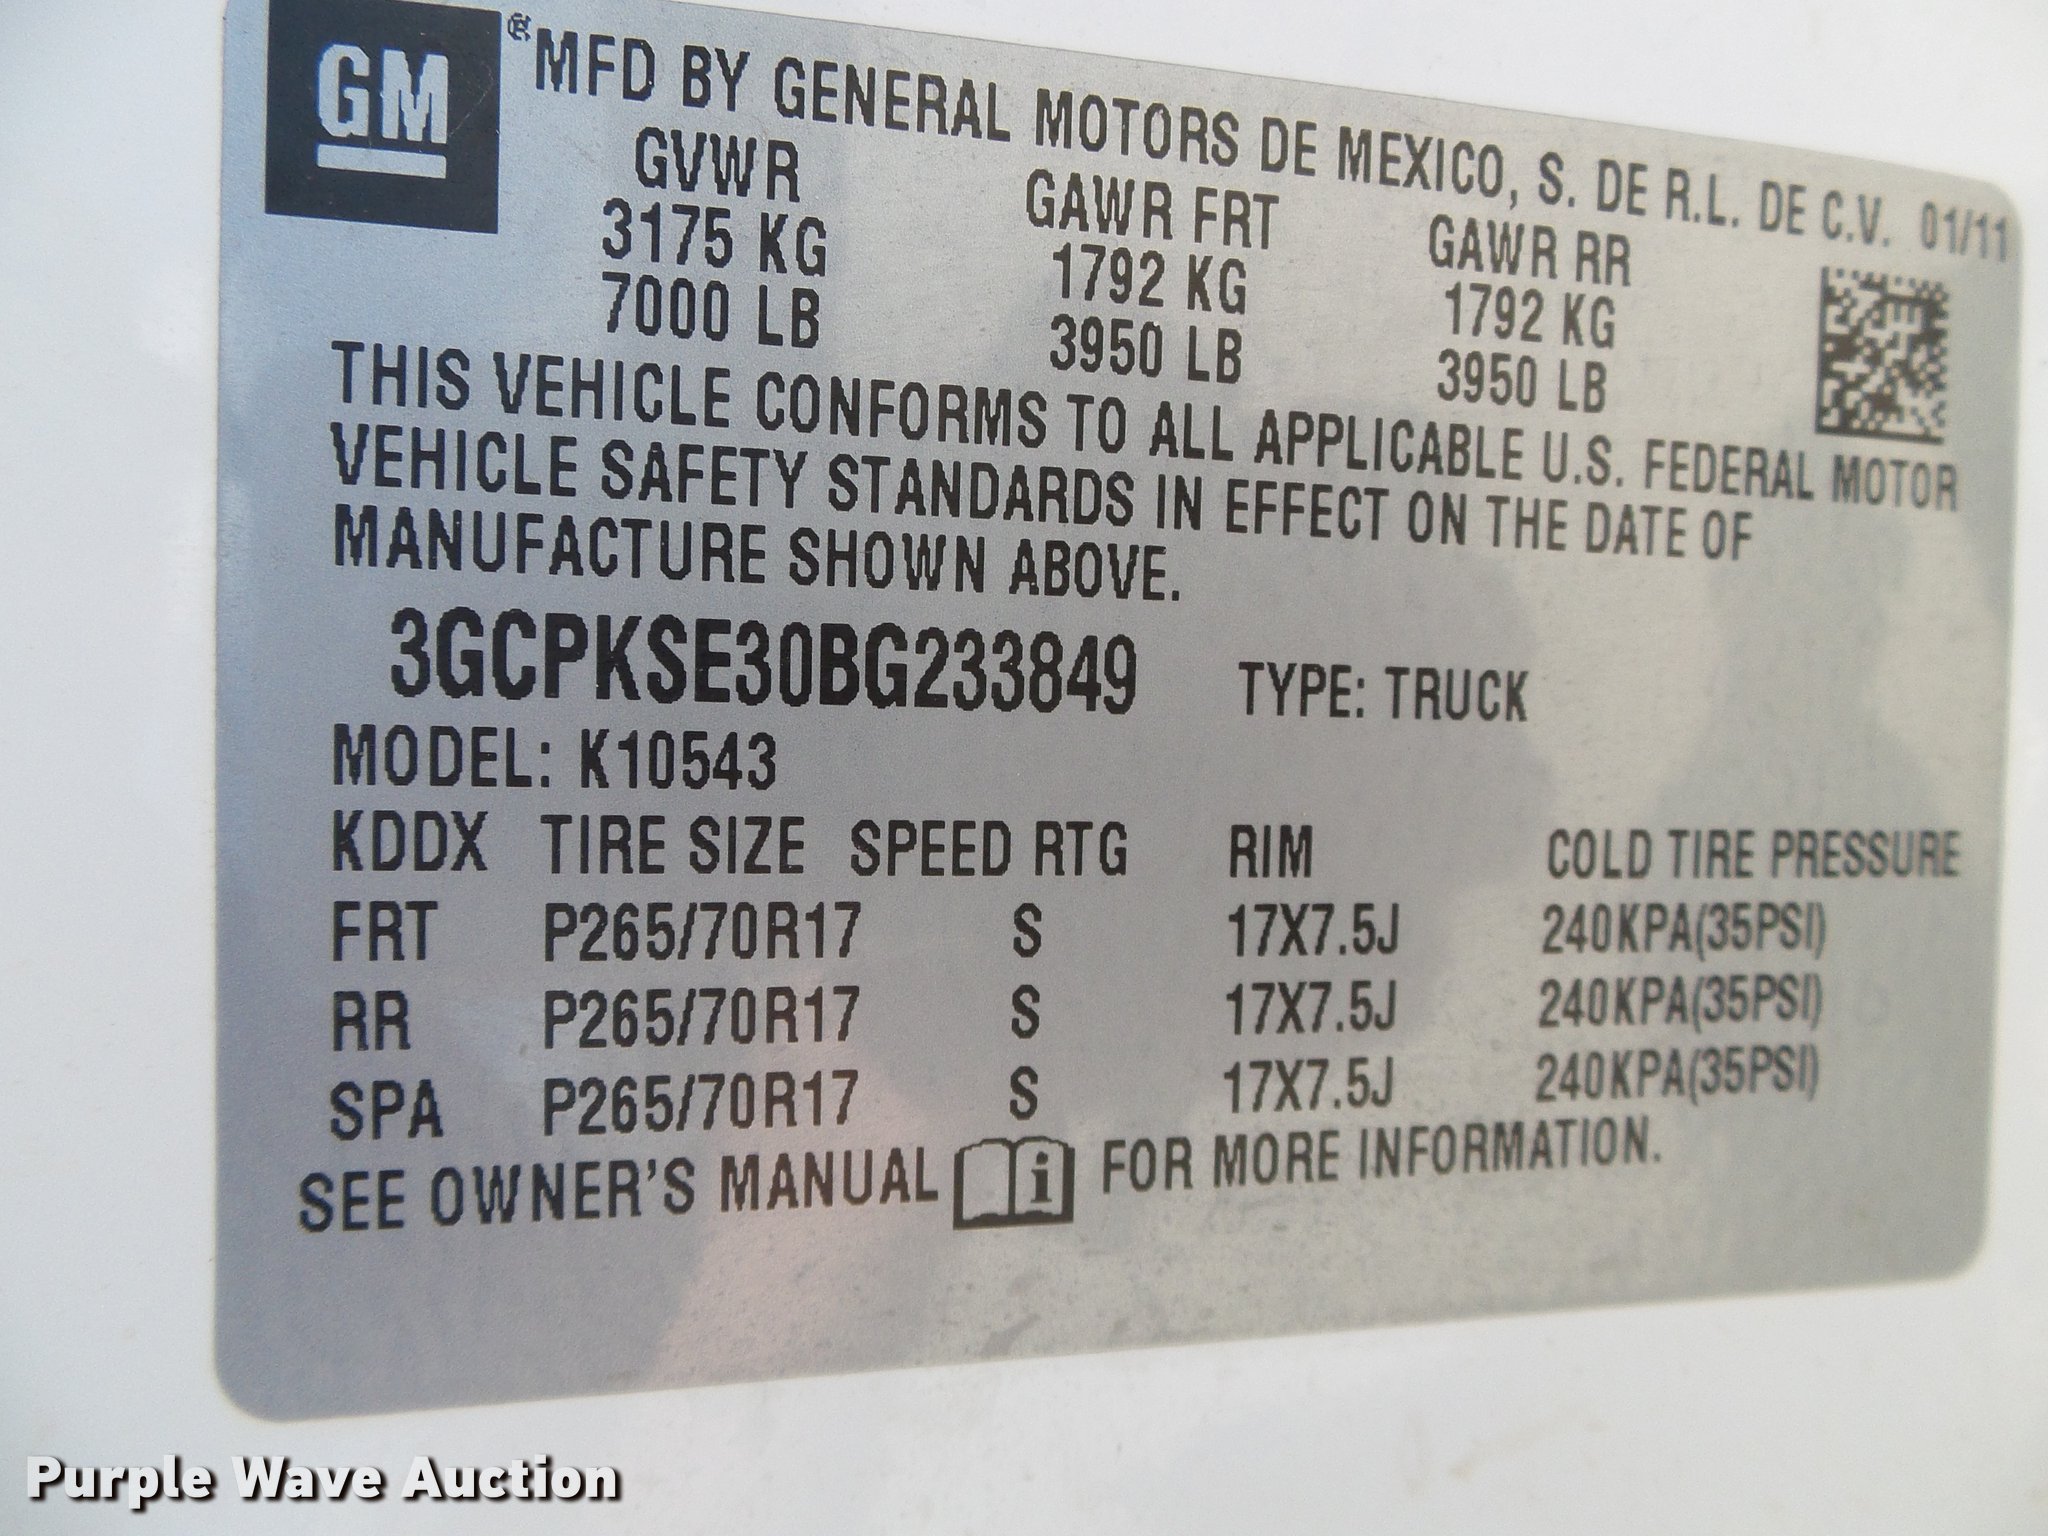 GM ® MFD BY GENERAL MOTORS DE MEXICO, S. DE R.L. DE C.V. 01/11
GVWR GAWR FRT GAWR RR
3175 KG 1792 KG 1792 KG
7000 LB 3950 LB 3950 LB
THIS VEHICLE CONFORMS TO ALL APPLICABLE U.S. FEDERAL MOTOR
VEHICLE SAFETY STANDARDS IN EFFECT ON THE DATE OF
MANUFACTURE SHOWN ABOVE.
3GCPKSE30BG233849 TYPE: TRUCK
MODEL: K10543
KDDX TIRE SIZE SPEED RTG RIM COLD TIRE PRESSURE
FRT P265/70R17 S 17X7.5J 240KPA(35PSI)
RR P265/70R17 S 17X7.5J 240KPA(35PSI)
SPA P265/70R17 S 17X7.5J 240KPA(35PSI)
SEE OWNER'S MANUAL i FOR MORE INFORMATION.
Purple Wave Auction